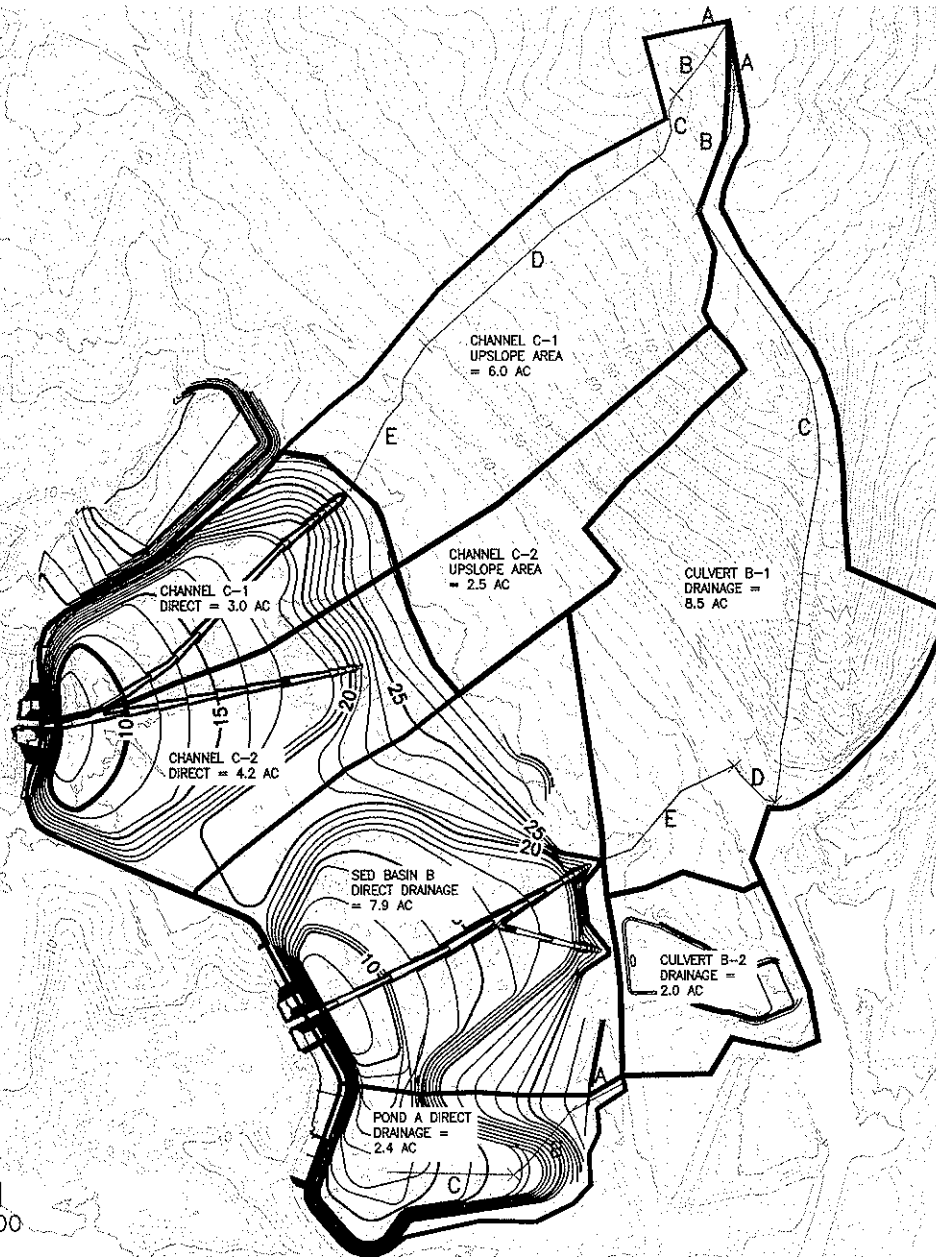 A
B
A
C
B
D
CHANNEL C-1
UPSLOPE AREA
= 6.0 AC
C
E
CHANNEL C-2
UPSLOPE AREA
= 2.5 AC
CULVERT B-1
DRAINAGE =
8.5 AC
CHANNEL C-1
DIRECT = 3.0 AC
20
25
10
15
CHANNEL C-2
DIRECT = 4.2 AC
D
E
25
20
SED BASIN B
DIRECT DRAINAGE
= 7.9 AC
10
CULVERT B-2
DRAINAGE =
2.0 AC
A
POND A DIRECT
DRAINAGE =
2.4 AC
B
C
00